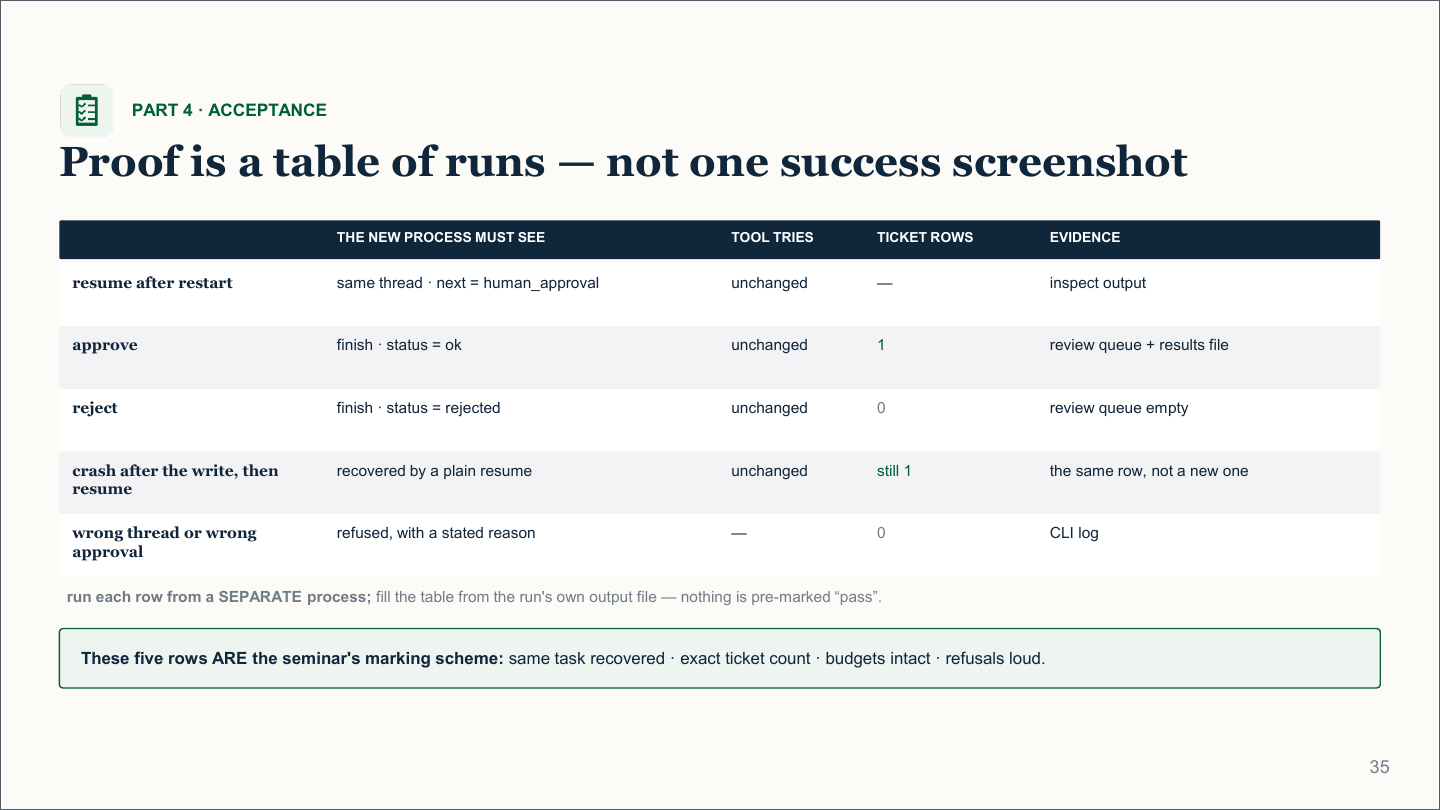 PART 4 · ACCEPTANCE
Proof is a table of runs — not one success screenshot
THE NEW PROCESS MUST SEE TOOL TRIES TICKET ROWS EVIDENCE
resume after restart same thread · next = human_approval unchanged — inspect output
approve finish · status = ok unchanged 1 review queue + results file
reject finish · status = rejected unchanged 0 review queue empty
crash after the write, then recovered by a plain resume unchanged still 1 the same row, not a new one
resume
wrong thread or wrong refused, with a stated reason — 0 CLI log
approval
run each row from a SEPARATE process; fill the table from the run's own output file — nothing is pre-marked “pass”.
These five rows ARE the seminar's marking scheme: same task recovered · exact ticket count · budgets intact · refusals loud.
35